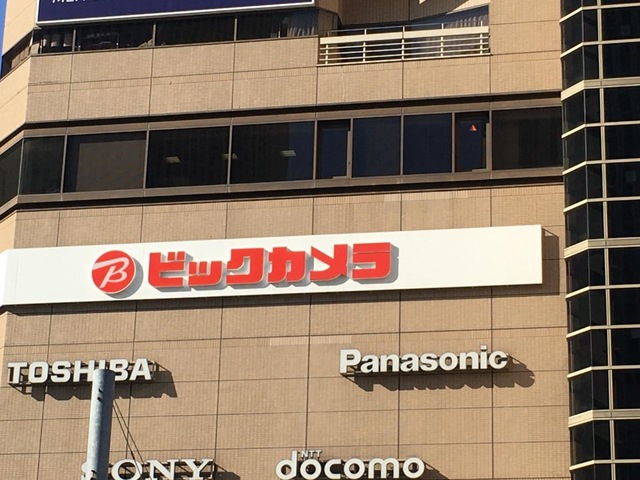 B ビックカメラ
TOSHIBA
Panasonic
SONY
NTT
docomo